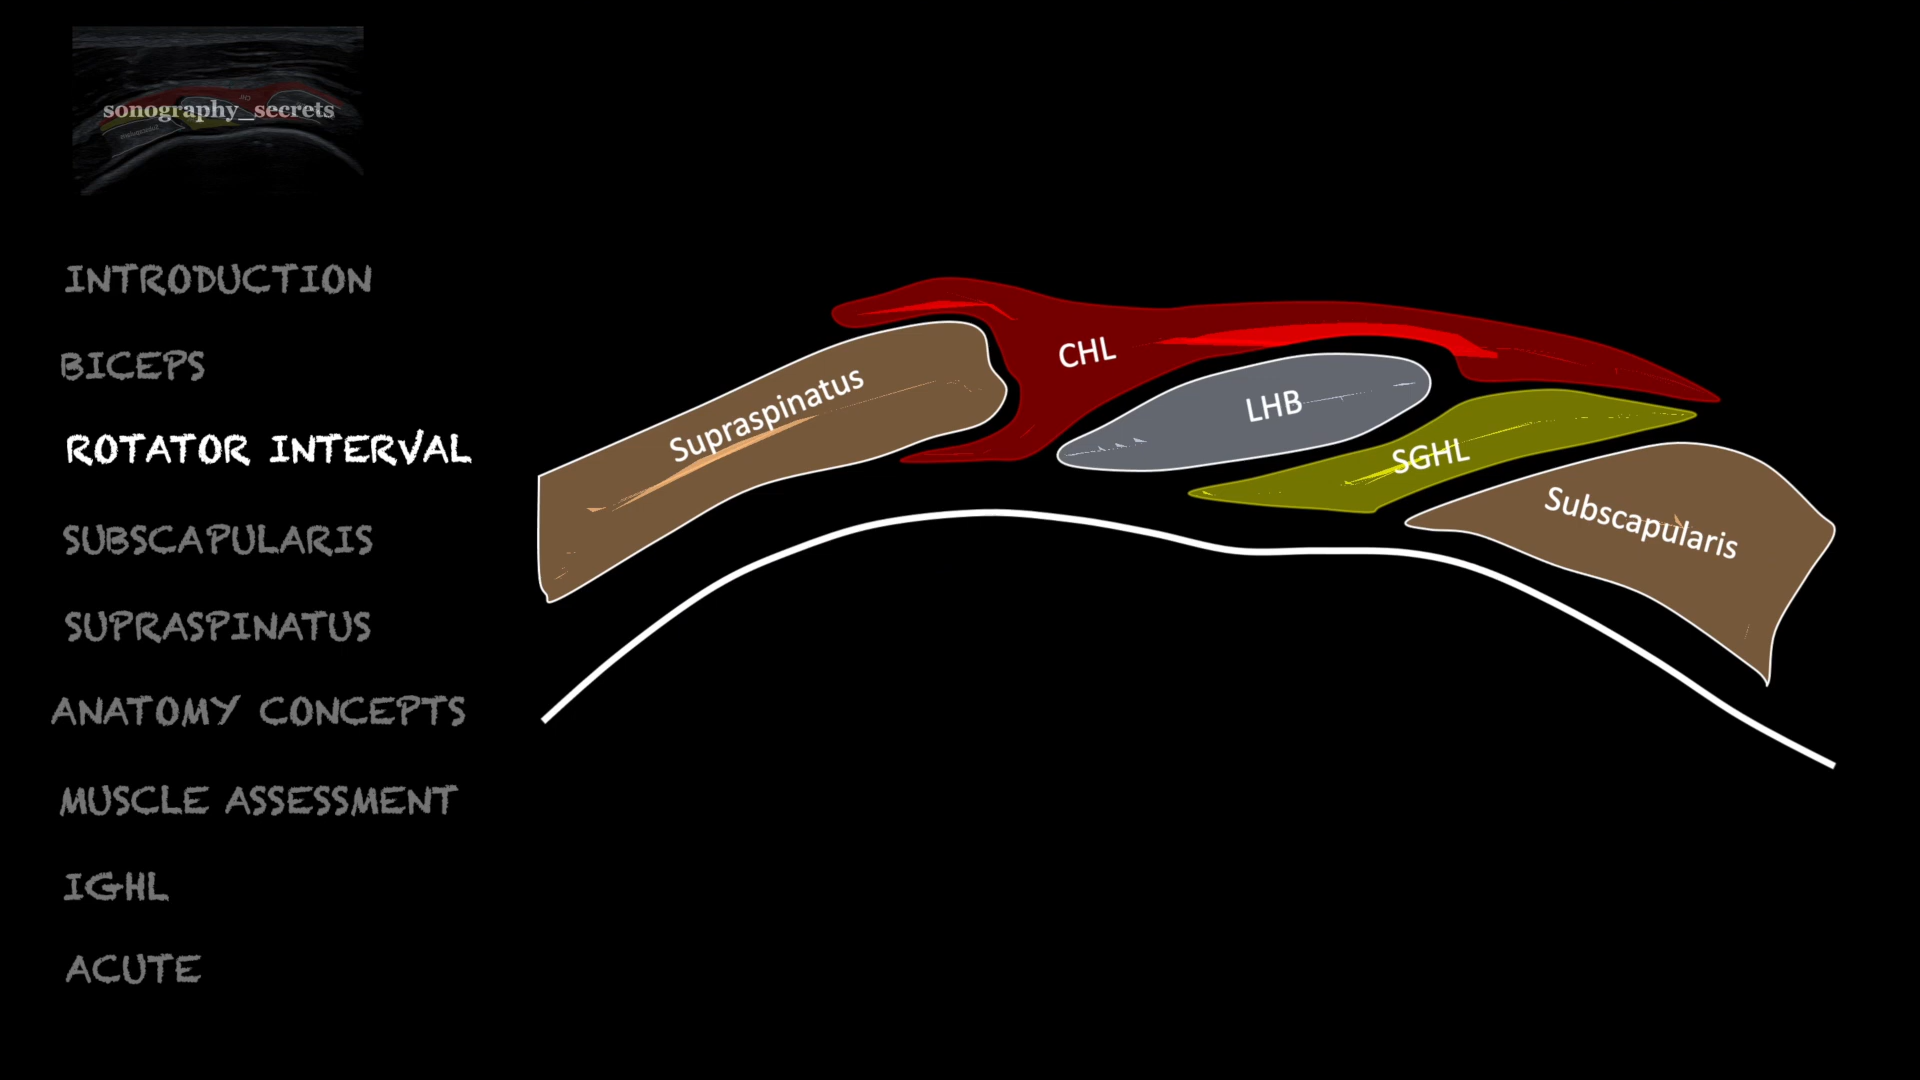 sonography_secrets
INTRODUCTION
BICEPS
ROTATOR INTERVAL
SUBSCAPULARIS
SUPRASPINATUS
ANATOMY CONCEPTS
MUSCLE ASSESSMENT
IGHL
ACUTE
CHL
Supraspinatus
LHB
SGHL
Subscapularis